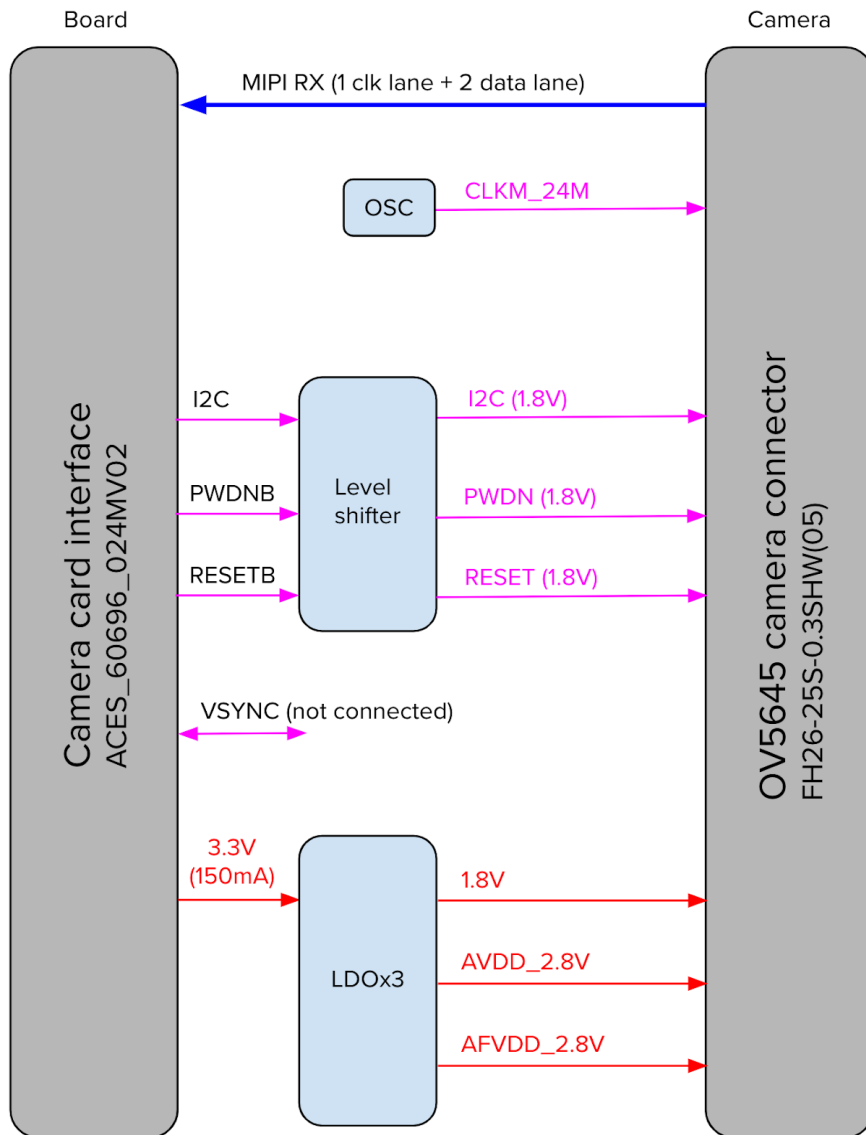 Board
Camera
MIPI RX (1 clk lane + 2 data lane)
OSC
CLKM_24M
I2C
I2C (1.8V)
PWDNB
Level
shifter
PWDN (1.8V)
RESETB
RESET (1.8V)
VSYNC (not connected)
3.3V
(150mA)
LDOx3
1.8V
AVDD_2.8V
AFVDD_2.8V
Camera card interface
ACES_60696_024MV02
OV5645 camera connector
FH26-25S-0.3SHW(05)